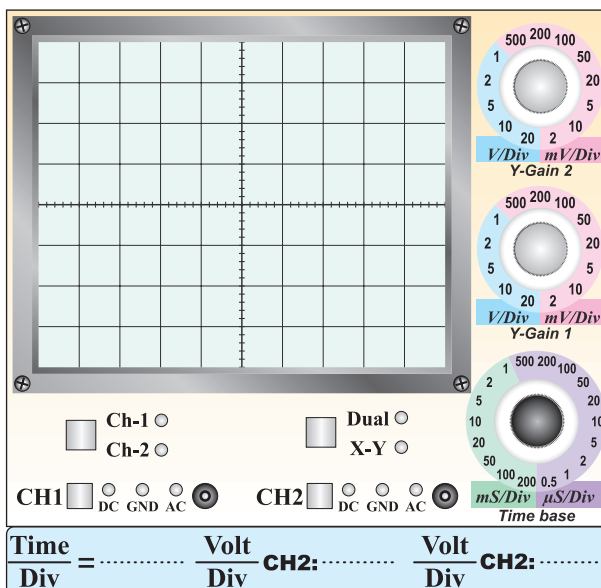 500 200 100
1 50
2 20
5 5
10 10
20 2
V/Div mV/Div
Y-Gain 2
500 200 100
1 50
2 20
5 5
10 10
20 2
V/Div mV/Div
Y-Gain 1
1 500 200 100
2 50
5 20
10 10
20 5
50 2
100 200 0.5 1
mS/Div µS/Div
Time base
Ch-1
Ch-2
Dual
X-Y
CH1 DC GND AC
CH2 DC GND AC
Time/Div = ............ Volt/Div CH2: ......... Volt/Div CH2: .........